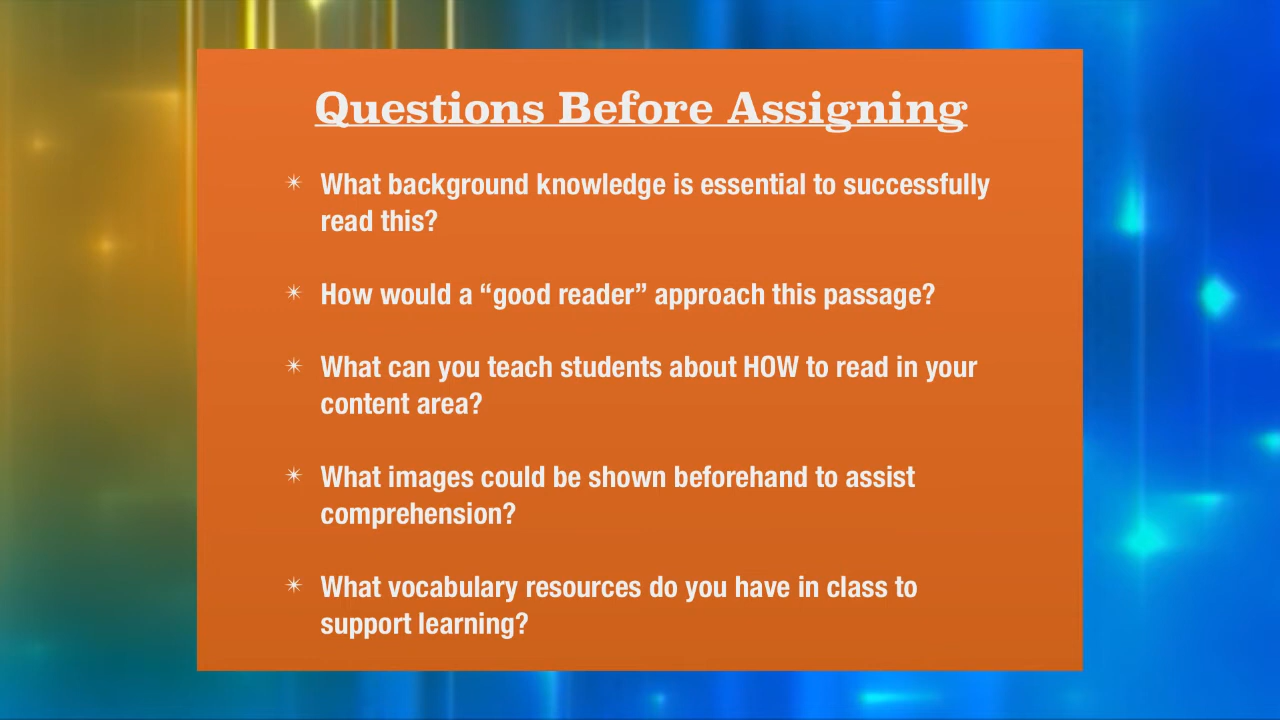 Questions Before Assigning
✴ What background knowledge is essential to successfully
read this?
✴ How would a “good reader” approach this passage?
✴ What can you teach students about HOW to read in your
content area?
✴ What images could be shown beforehand to assist
comprehension?
✴ What vocabulary resources do you have in class to
support learning?